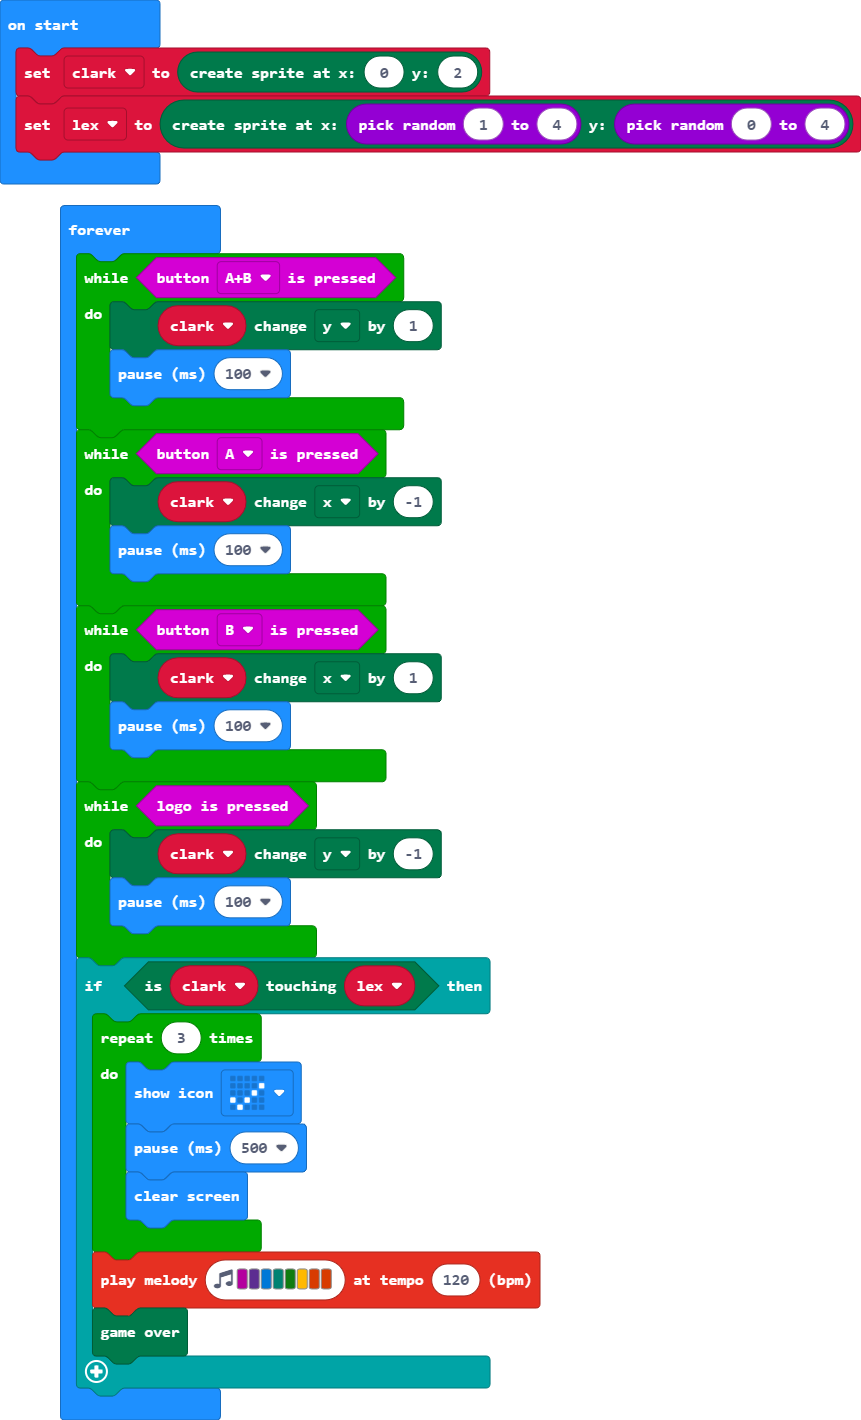 on start
set clark to create sprite at x: 0 y: 2
set lex to create sprite at x: pick random 1 to 4 y: pick random 0 to 4
forever
while button A+B is pressed
do clark change y by 1
pause (ms) 100
while button A is pressed
do clark change x by -1
pause (ms) 100
while button B is pressed
do clark change x by 1
pause (ms) 100
while logo is pressed
do clark change y by -1
pause (ms) 100
if is clark touching lex then
repeat 3 times
do show icon
pause (ms) 500
clear screen
play melody at tempo 120 (bpm)
game over